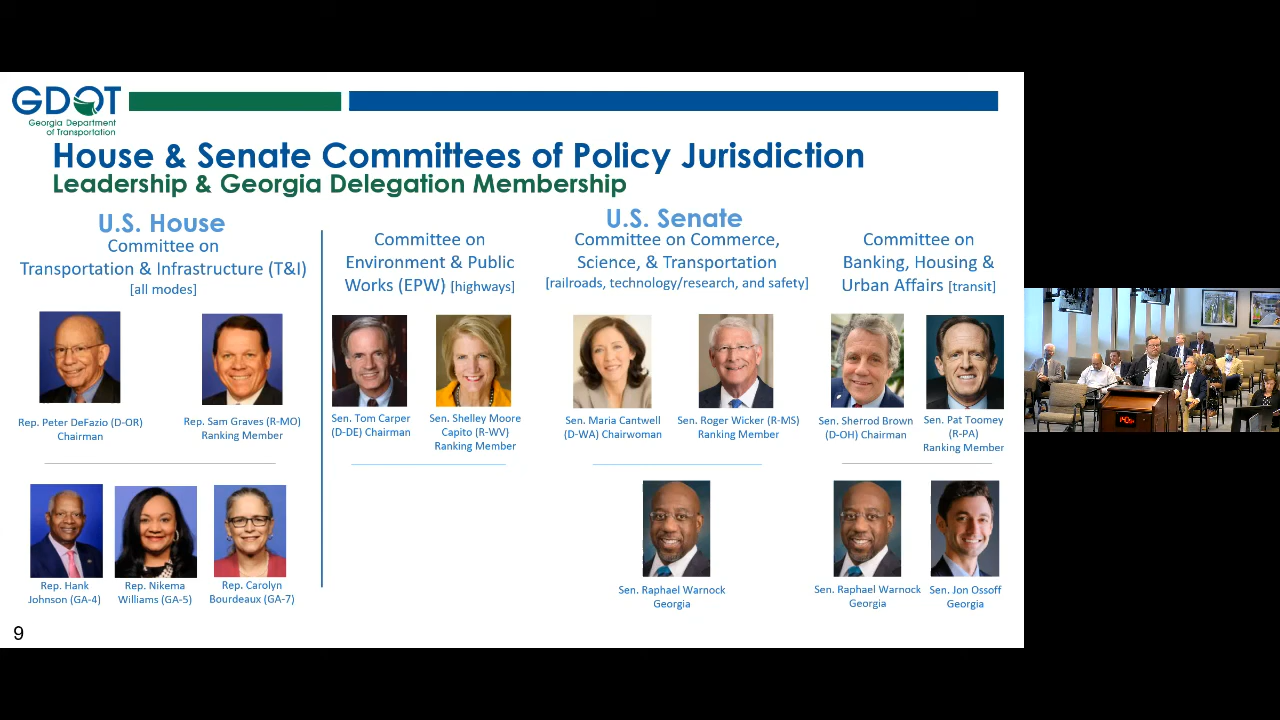 GDOT
Georgia Department
of Transportation
House & Senate Committees of Policy Jurisdiction
Leadership & Georgia Delegation Membership
U.S. House
Committee on
Transportation & Infrastructure (T&I)
[all modes]
Rep. Peter DeFazio (D-OR)
Chairman
Rep. Sam Graves (R-MO)
Ranking Member
Rep. Hank
Johnson (GA-4)
Rep. Nikema
Williams (GA-5)
Rep. Carolyn
Bourdeaux (GA-7)
U.S. Senate
Committee on
Environment & Public
Works (EPW) [highways]
Sen. Tom Carper
(D-DE) Chairman
Sen. Shelley Moore
Capito (R-WV)
Ranking Member
Committee on Commerce,
Science, & Transportation
[railroads, technology/research, and safety]
Sen. Maria Cantwell
(D-WA) Chairwoman
Sen. Roger Wicker (R-MS)
Ranking Member
Sen. Raphael Warnock
Georgia
Committee on
Banking, Housing &
Urban Affairs [transit]
Sen. Sherrod Brown
(D-OH) Chairman
Sen. Pat Toomey
(R-PA)
Ranking Member
Sen. Raphael Warnock
Georgia
Sen. Jon Ossoff
Georgia
9